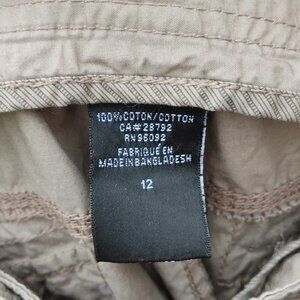 100% COTON/COTTON
CA# 28792
RN 96092
FABRIQUÉ EN
MADE IN BANGLADESH
12